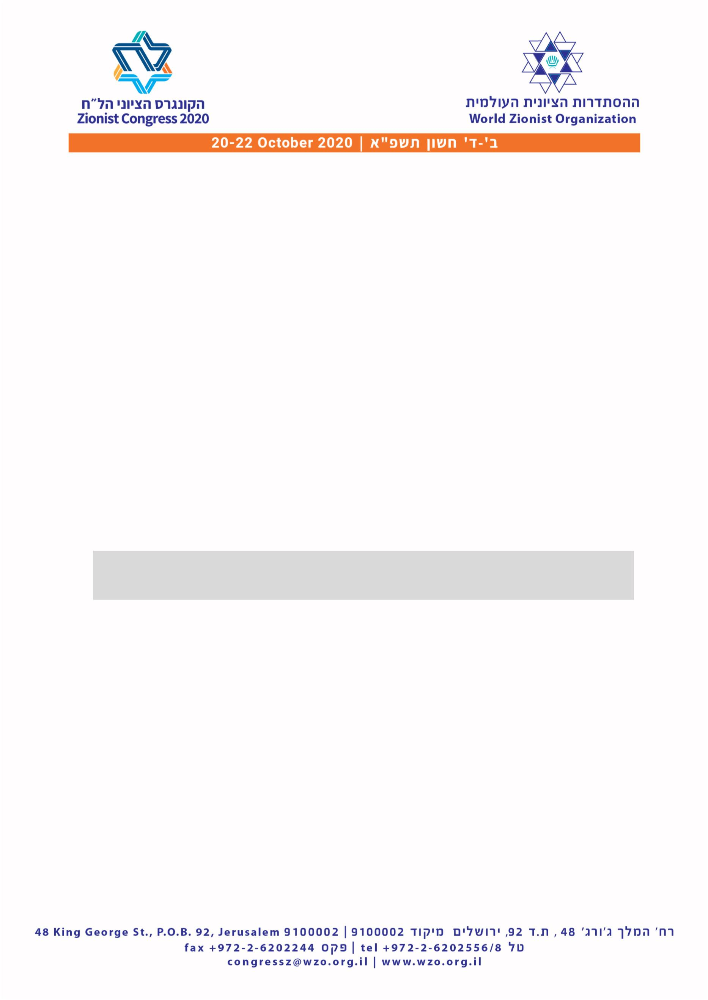 הקונגרס הציוני הל״ח
Zionist Congress 2020
ההסתדרות הציונית העולמית
World Zionist Organization
20-22 October 2020 | ב'-ד' חשון תשפ"א
48 King George St., P.O.B. 92, Jerusalem 9100002 | רח' המלך ג'ורג' 48 , ת.ד 92, ירושלים מיקוד 9100002
fax +972-2-6202244 פקס | tel +972-2-6202556/8 טל
congressz@wzo.org.il | www.wzo.org.il